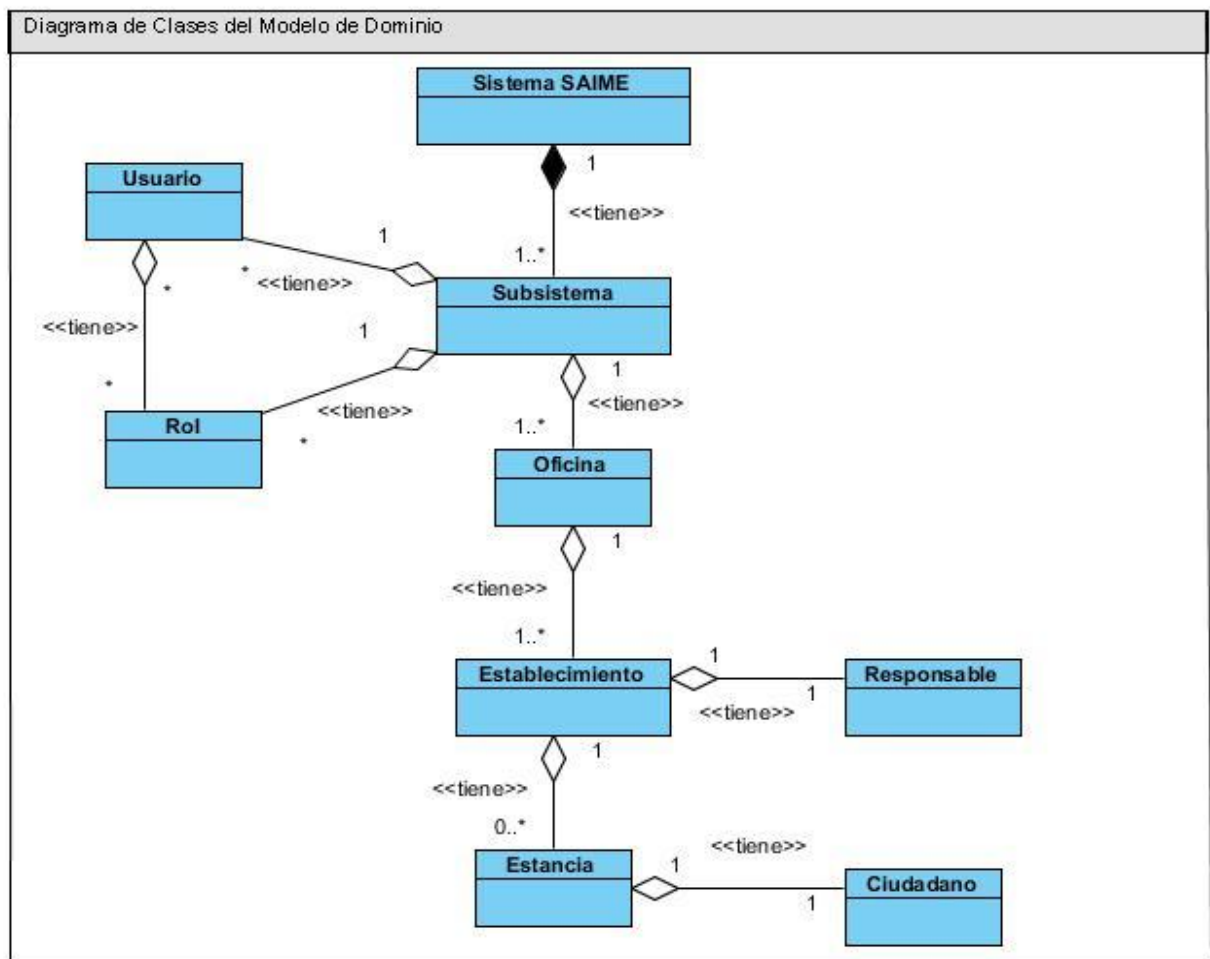 Diagrama de Clases del Modelo de Dominio
Sistema SAIME
1
<<tiene>>
1..*
Usuario
1
*
<<tiene>>
*
<<tiene>>
*
Subsistema
1
<<tiene>>
*
Rol
1
<<tiene>>
1..*
Oficina
1
<<tiene>>
1..*
Establecimiento
1
1
<<tiene>>
Responsable
1
<<tiene>>
0..*
Estancia
1
<<tiene>>
1
Ciudadano